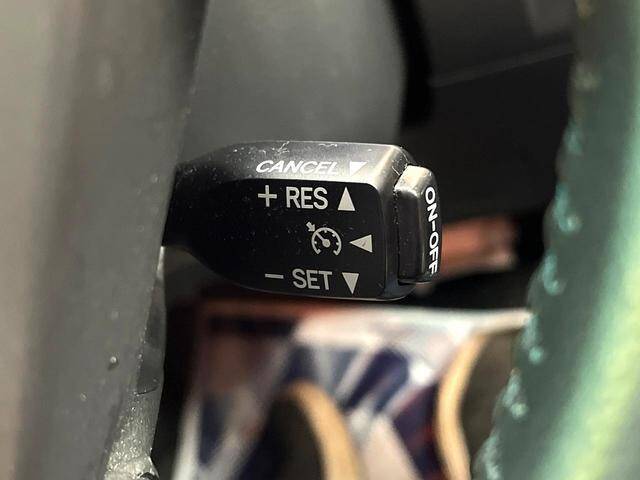 CANCEL
+ RES
- SET
ON-OFF